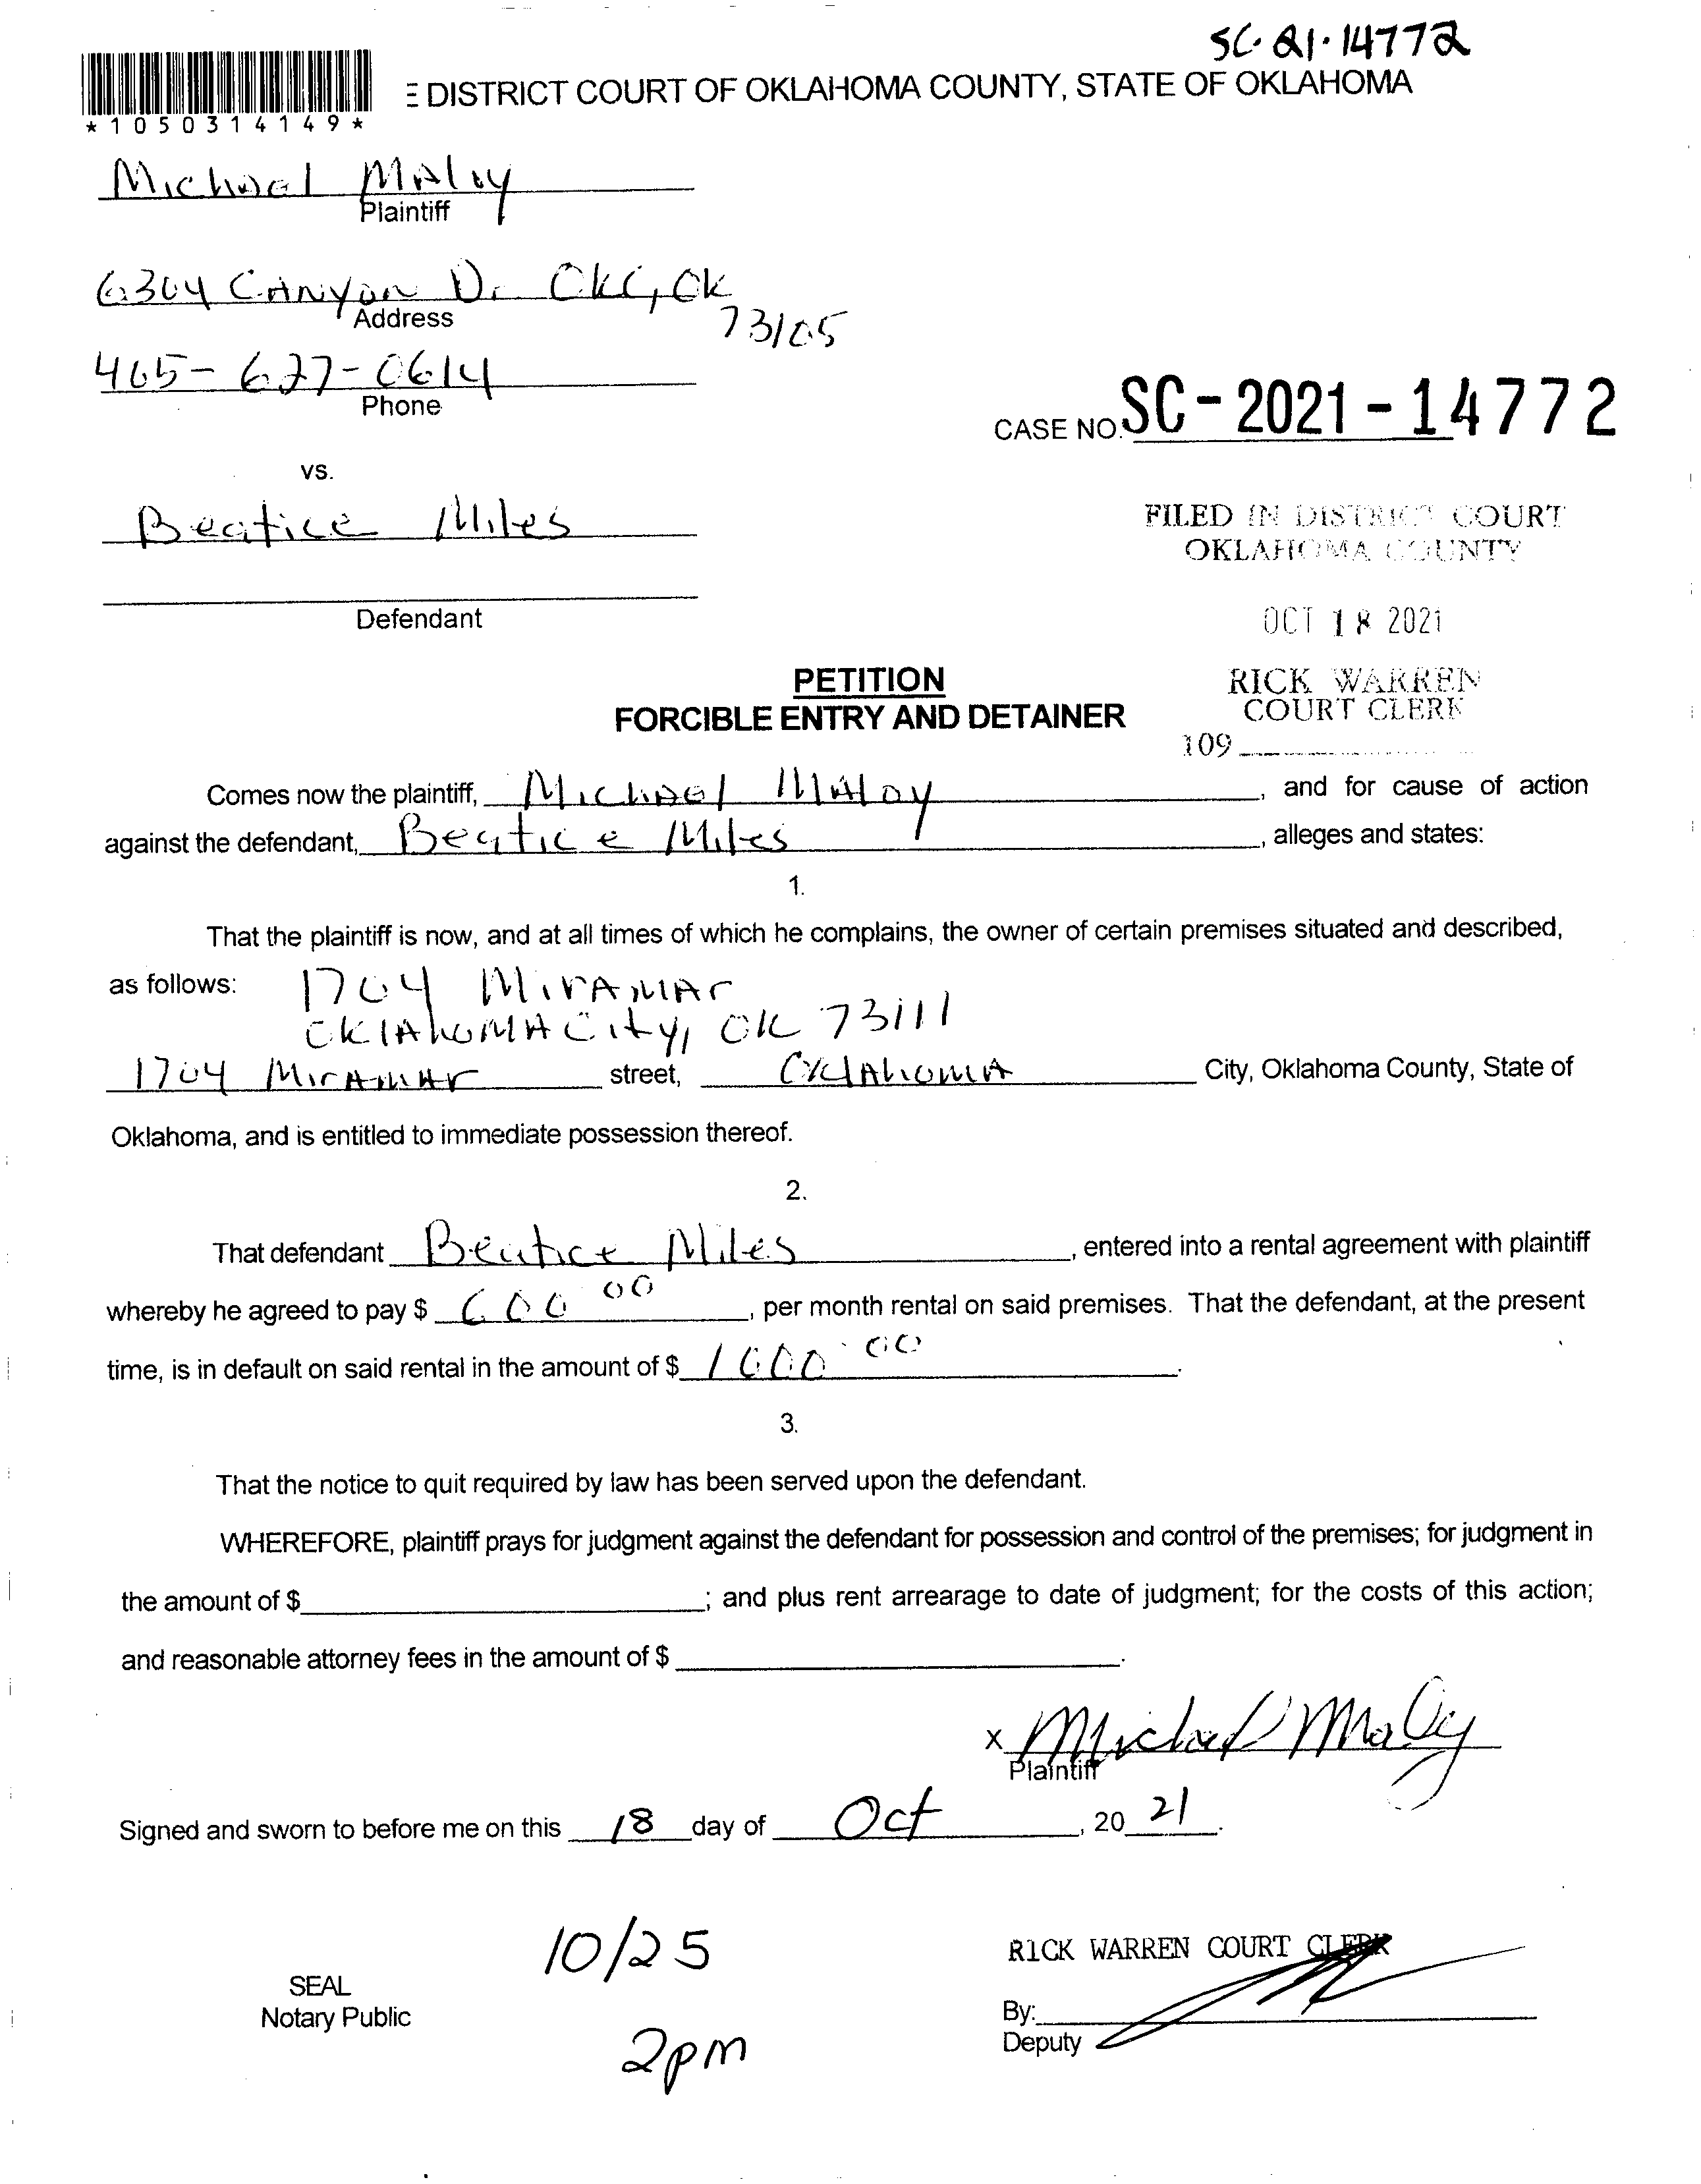 SC-21-14772
E DISTRICT COURT OF OKLAHOMA COUNTY, STATE OF OKLAHOMA
*1050314149*
Michael Maloy
Plaintiff
6304 Canyon Dr OKC, OK
73105
Address
405-627-0614
Phone
CASE NO. SC-2021-14772
vs.
Beatice Miles
Defendant
FILED IN DISTRICT COURT
OKLAHOMA COUNTY
OCT 18 2021
RICK WARREN
COURT CLERK
109
PETITION
FORCIBLE ENTRY AND DETAINER
Comes now the plaintiff, Michael Maloy, and for cause of action
against the defendant, Beatice Miles, alleges and states:
1.
That the plaintiff is now, and at all times of which he complains, the owner of certain premises situated and described,
as follows: 1704 Miramar
Oklahoma City, OK 73111
1704 Miramar street, Oklahoma City, Oklahoma County, State of
Oklahoma, and is entitled to immediate possession thereof.
2.
That defendant Beatice Miles, entered into a rental agreement with plaintiff
whereby he agreed to pay $ 600 00, per month rental on said premises. That the defendant, at the present
time, is in default on said rental in the amount of $ 1000.00.
3.
That the notice to quit required by law has been served upon the defendant.
WHEREFORE, plaintiff prays for judgment against the defendant for possession and control of the premises; for judgment in
the amount of $; and plus rent arrearage to date of judgment; for the costs of this action;
and reasonable attorney fees in the amount of $.
x Michael Maloy
Plaintiff
Signed and sworn to before me on this 18 day of Oct, 20 21.
10/25
2pm
SEAL
Notary Public
RICK WARREN COURT CLERK
By:
Deputy